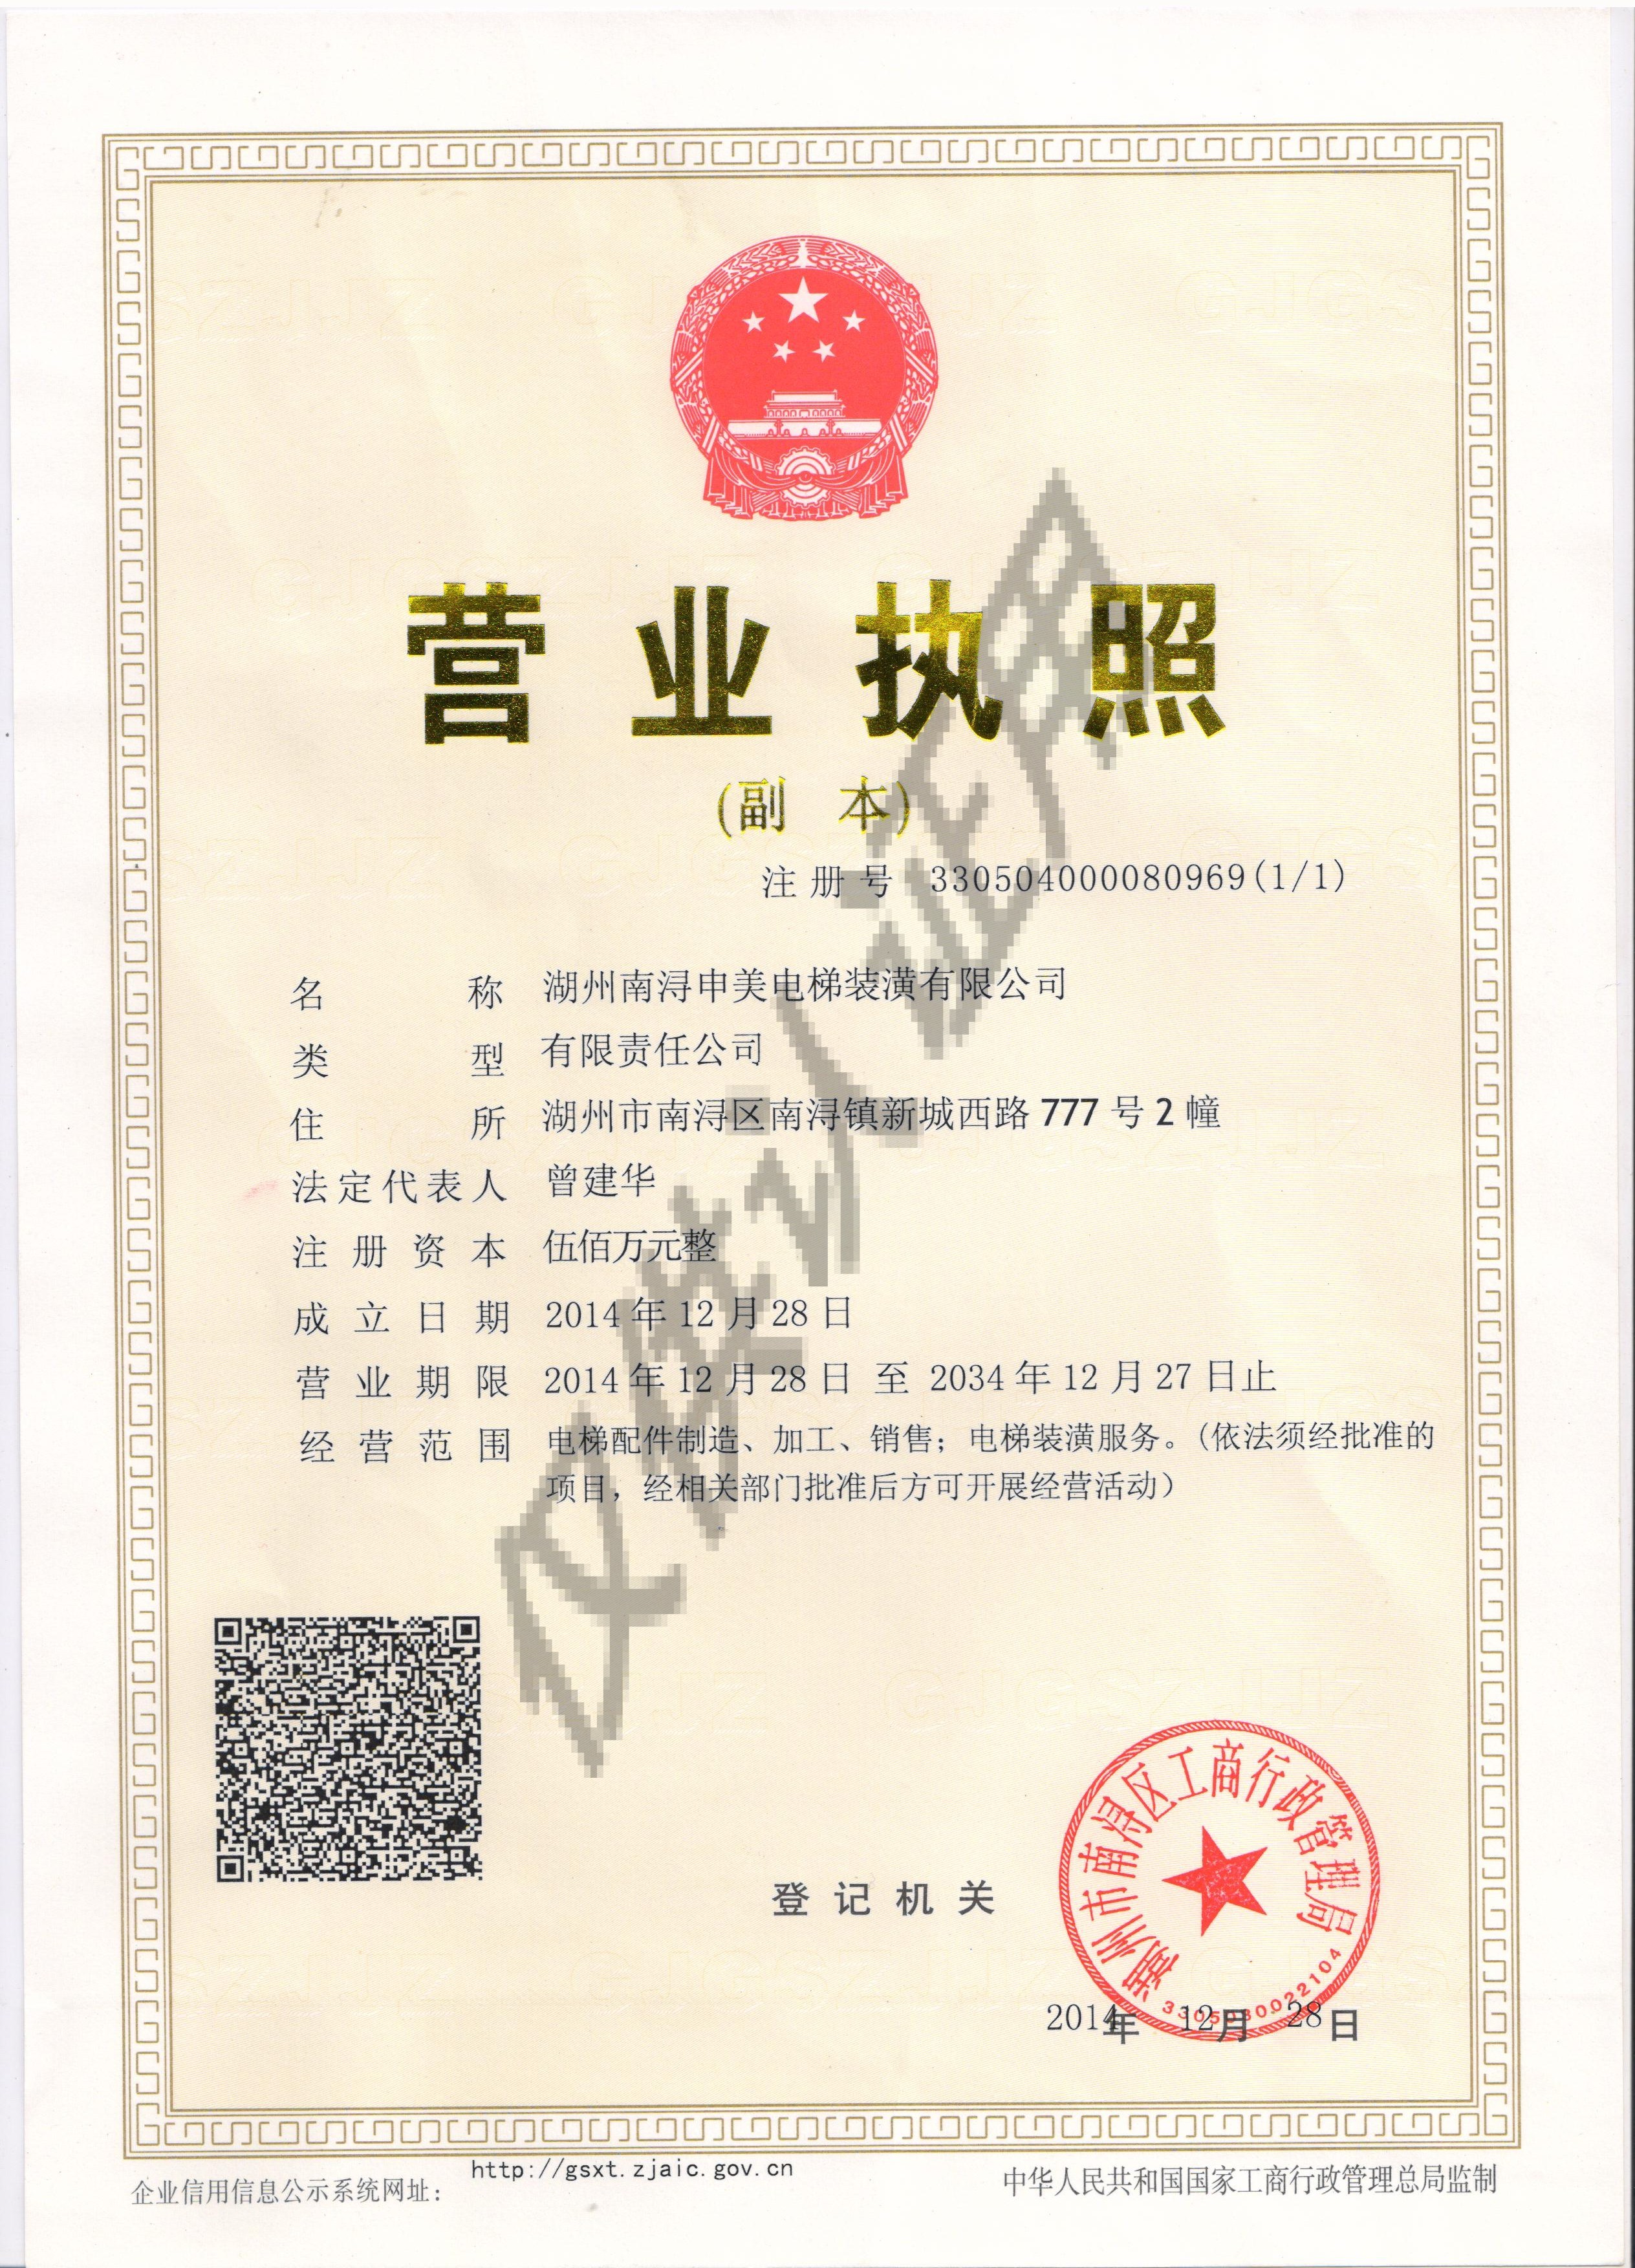 营业执照
(副 本)
注册号 330504000080969(1/1)
名称 湖州南浔申美电梯装潢有限公司
类型 有限责任公司
住所 湖州市南浔区南浔镇新城西路777号2幢
法定代表人 曾建华
注册资本 伍佰万元整
成立日期 2014年12月28日
营业期限 2014年12月28日 至 2034年12月27日止
经营范围 电梯配件制造、加工、销售；电梯装潢服务。(依法须经批准的
项目，经相关部门批准后方可开展经营活动）
仅供认证用
登记机关
湖州市南浔区工商行政管理局
2014年 12月 28日
企业信用信息公示系统网址： http://gsxt.zjaic.gov.cn
中华人民共和国国家工商行政管理总局监制